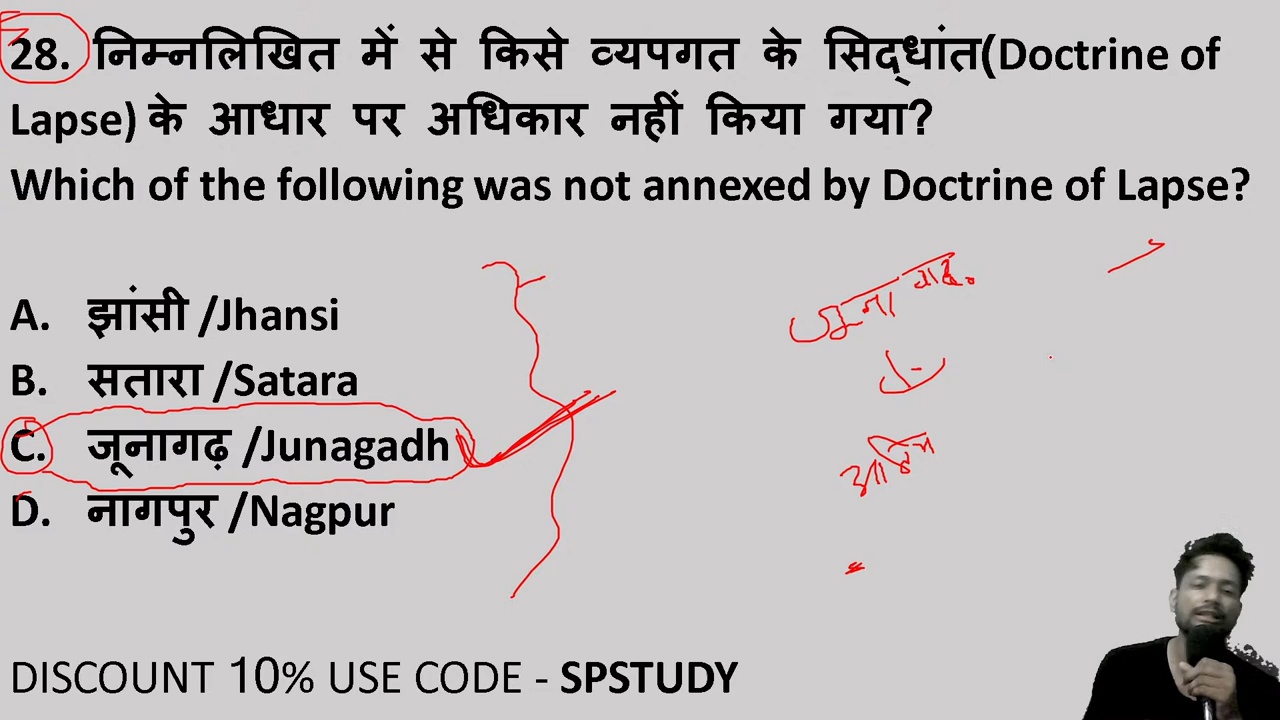 28. निम्नलिखित में से किसे व्यपगत के सिद्धांत(Doctrine of
Lapse) के आधार पर अधिकार नहीं किया गया?
Which of the following was not annexed by Doctrine of Lapse?
A. झांसी /Jhansi
B. सतारा /Satara
C. जूनागढ़ /Junagadh
D. नागपुर /Nagpur
DISCOUNT 10% USE CODE - SPSTUDY